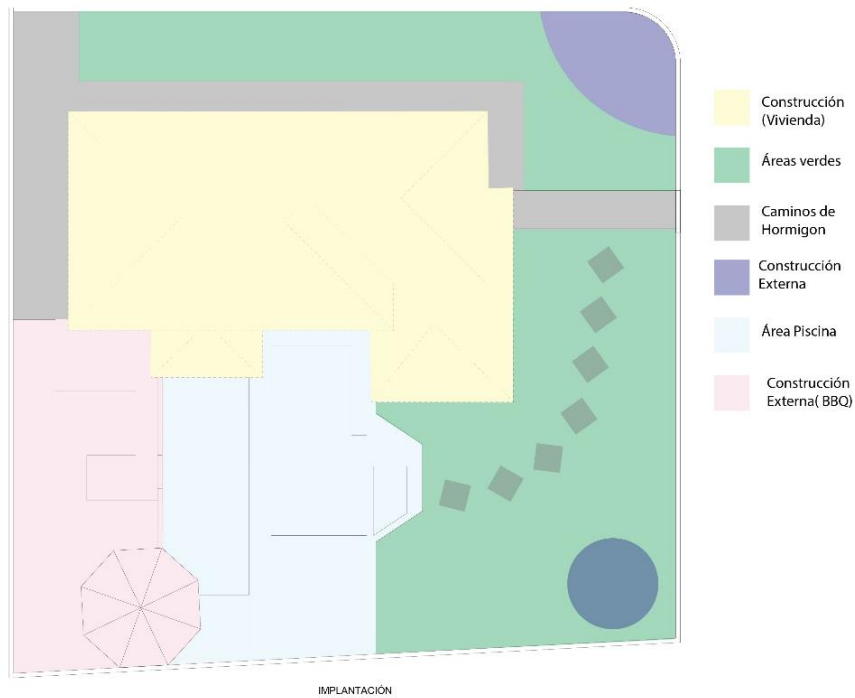 Construcción
(Vivienda)
Áreas verdes
Caminos de
Hormigon
Construcción
Externa
Área Piscina
Construcción
Externa( BBQ)
IMPLANTACIÓN